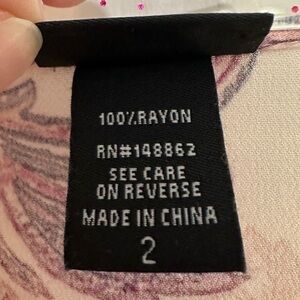 100%RAYON
RN#148862
SEE CARE
ON REVERSE
MADE IN CHINA
2